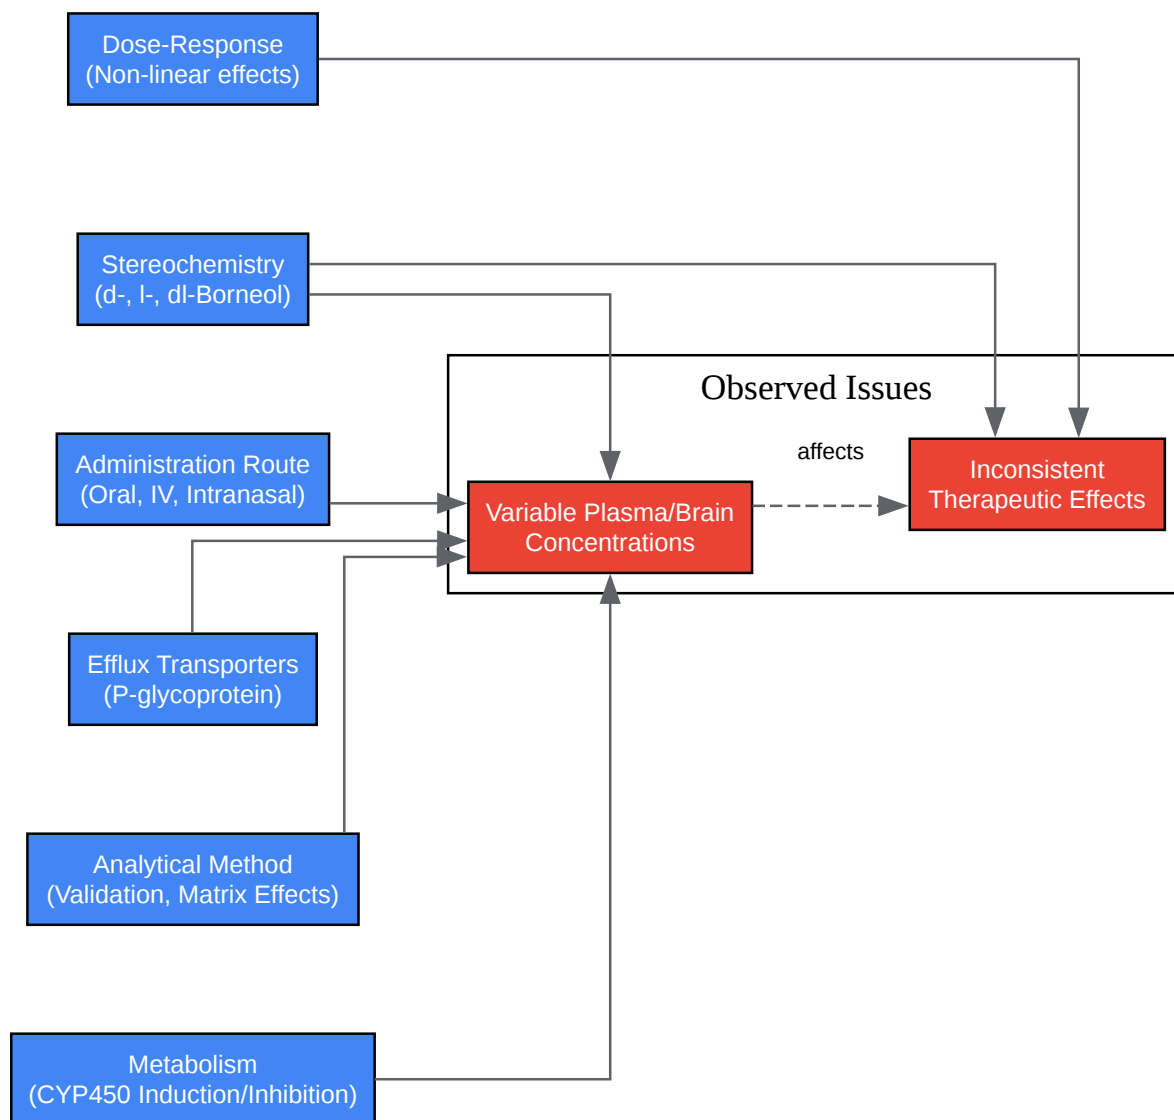 Dose-Response
(Non-linear effects)
Stereochemistry
(d-, l-, dl-Borneol)
Observed Issues
affects
Administration Route
(Oral, IV, Intranasal)
Inconsistent
Therapeutic Effects
Variable Plasma/Brain
Concentrations
Efflux Transporters
(P-glycoprotein)
Analytical Method
(Validation, Matrix Effects)
Metabolism
(CYP450 Induction/Inhibition)